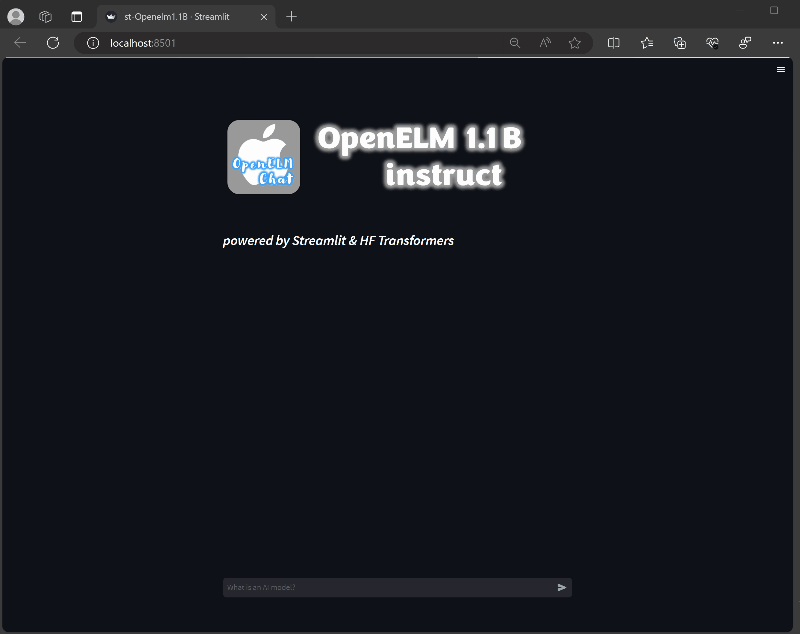 st-Openelm1.1B · Streamlit
localhost:8501
OpenELM
Chat
OpenELM 1.1B
instruct
powered by Streamlit & HF Transformers
What is an AI model?